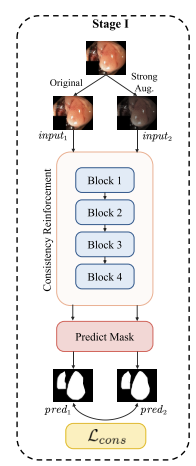 Stage I
Original
Strong
Aug.
input₁
input₂
Consistency Reinforcement
Block 1
Block 2
Block 3
Block 4
Predict Mask
pred₁
pred₂
ℒcons